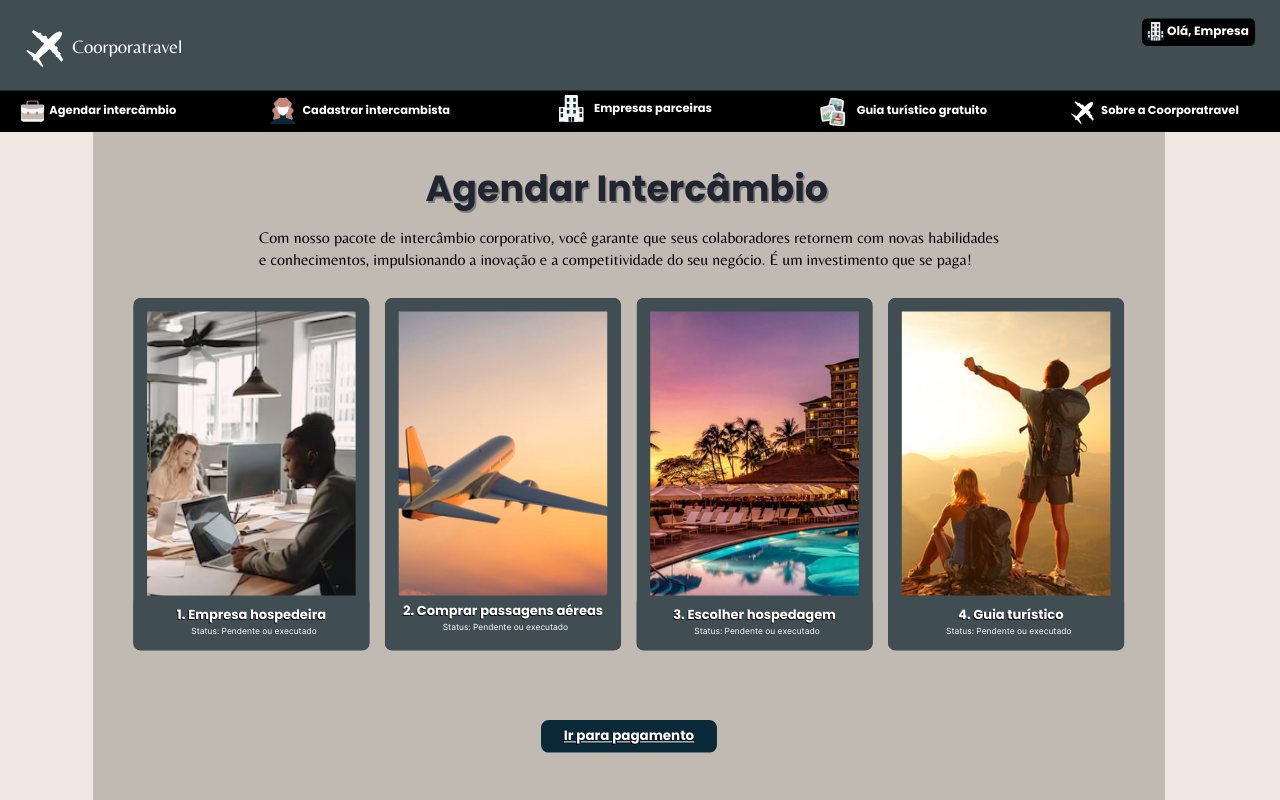 Coorporatravel
Olá, Empresa
Agendar intercâmbio
Cadastrar intercambista
Empresas parceiras
Guia turístico gratuito
Sobre a Coorporatravel
Agendar Intercâmbio
Com nosso pacote de intercâmbio corporativo, você garante que seus colaboradores retornem com novas habilidades
e conhecimentos, impulsionando a inovação e a competitividade do seu negócio. É um investimento que se paga!
1. Empresa hospedeira
Status: Pendente ou executado
2. Comprar passagens aéreas
Status: Pendente ou executado
3. Escolher hospedagem
Status: Pendente ou executado
4. Guia turístico
Status: Pendente ou executado
Ir para pagamento